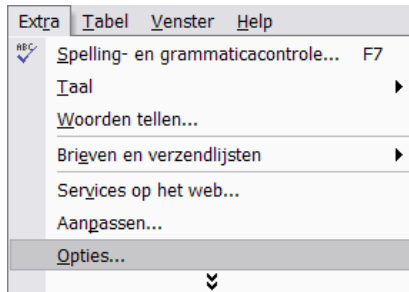 Extra Tabel Venster Help
ABC Spelling- en grammaticacontrole... F7
Taal
Woorden tellen...
Brieven en verzendlijsten
Services op het web...
Aanpassen...
Opties...